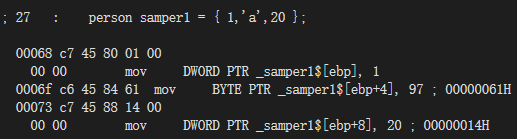 ; 27   :     person samper1 = { 1,'a',20 };
00068 c7 45 80 01 00
00 00        mov     DWORD PTR _samper1$[ebp], 1
0006f c6 45 84 61  mov     BYTE PTR _samper1$[ebp+4], 97 ; 00000061H
00073 c7 45 88 14 00
00 00        mov     DWORD PTR _samper1$[ebp+8], 20 ; 00000014H